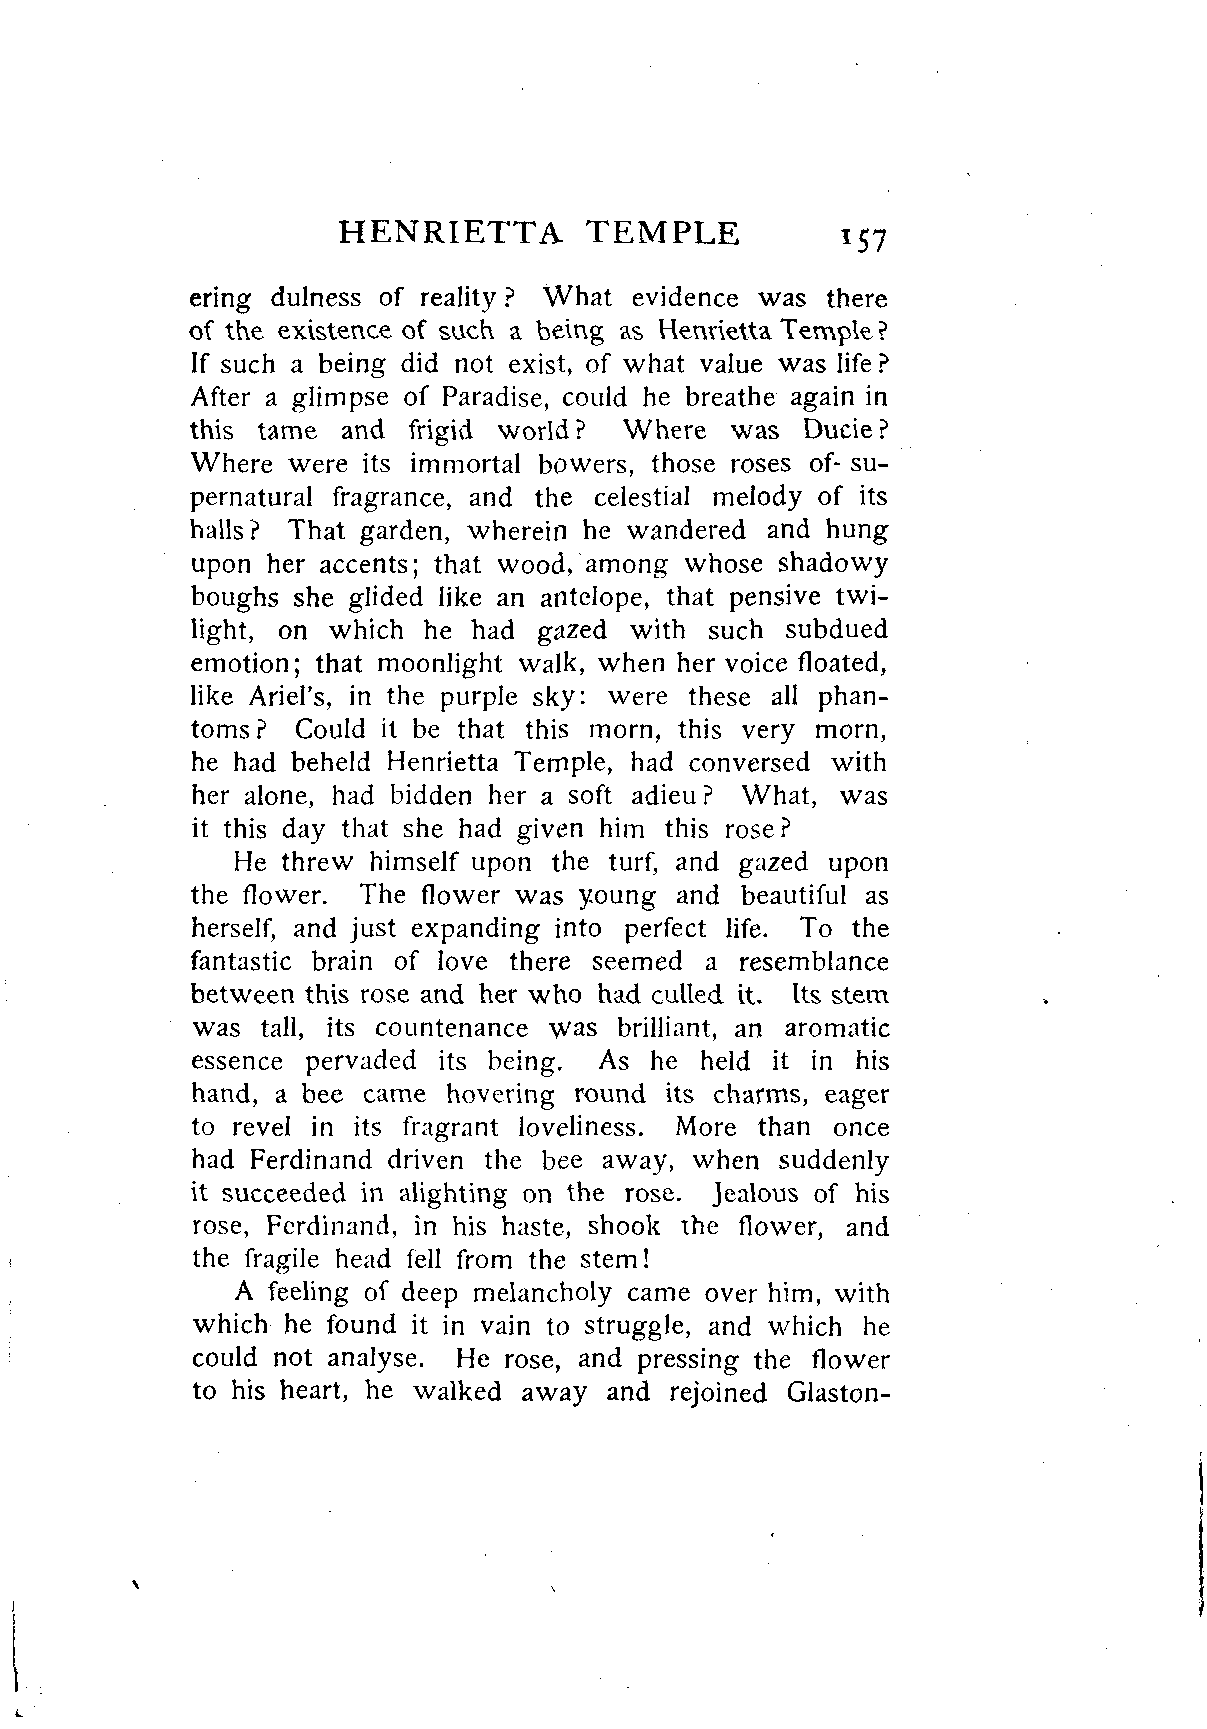 HENRIETTA TEMPLE 157
ering dulness of reality? What evidence was there
of the existence of such a being as Henrietta Temple?
If such a being did not exist, of what value was life?
After a glimpse of Paradise, could he breathe again in
this tame and frigid world? Where was Ducie?
Where were its immortal bowers, those roses of su-
pernatural fragrance, and the celestial melody of its
halls? That garden, wherein he wandered and hung
upon her accents; that wood, among whose shadowy
boughs she glided like an antelope, that pensive twi-
light, on which he had gazed with such subdued
emotion; that moonlight walk, when her voice floated,
like Ariel's, in the purple sky: were these all phan-
toms? Could it be that this morn, this very morn,
he had beheld Henrietta Temple, had conversed with
her alone, had bidden her a soft adieu? What, was
it this day that she had given him this rose?
He threw himself upon the turf, and gazed upon
the flower. The flower was young and beautiful as
herself, and just expanding into perfect life. To the
fantastic brain of love there seemed a resemblance
between this rose and her who had culled it. Its stem
was tall, its countenance was brilliant, an aromatic
essence pervaded its being. As he held it in his
hand, a bee came hovering round its charms, eager
to revel in its fragrant loveliness. More than once
had Ferdinand driven the bee away, when suddenly
it succeeded in alighting on the rose. Jealous of his
rose, Ferdinand, in his haste, shook the flower, and
the fragile head fell from the stem!
A feeling of deep melancholy came over him, with
which he found it in vain to struggle, and which he
could not analyse. He rose, and pressing the flower
to his heart, he walked away and rejoined Glaston-